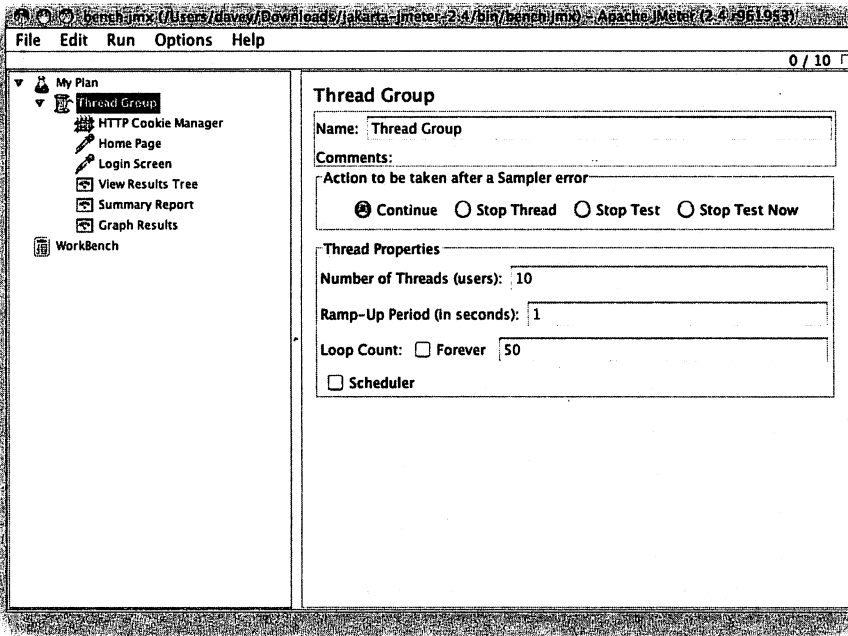 bench.jmx (/Users/davey/Downloads/jakarta-jmeter-2.4/bin/bench.jmx) - Apache JMeter (2.4 r961953)
File Edit Run Options Help
0 / 10
My Plan
Thread Group
HTTP Cookie Manager
Home Page
Login Screen
View Results Tree
Summary Report
Graph Results
WorkBench
Thread Group
Name: Thread Group
Comments:
Action to be taken after a Sampler error
Continue Stop Thread Stop Test Stop Test Now
Thread Properties
Number of Threads (users): 10
Ramp-Up Period (in seconds): 1
Loop Count: Forever 50
Scheduler